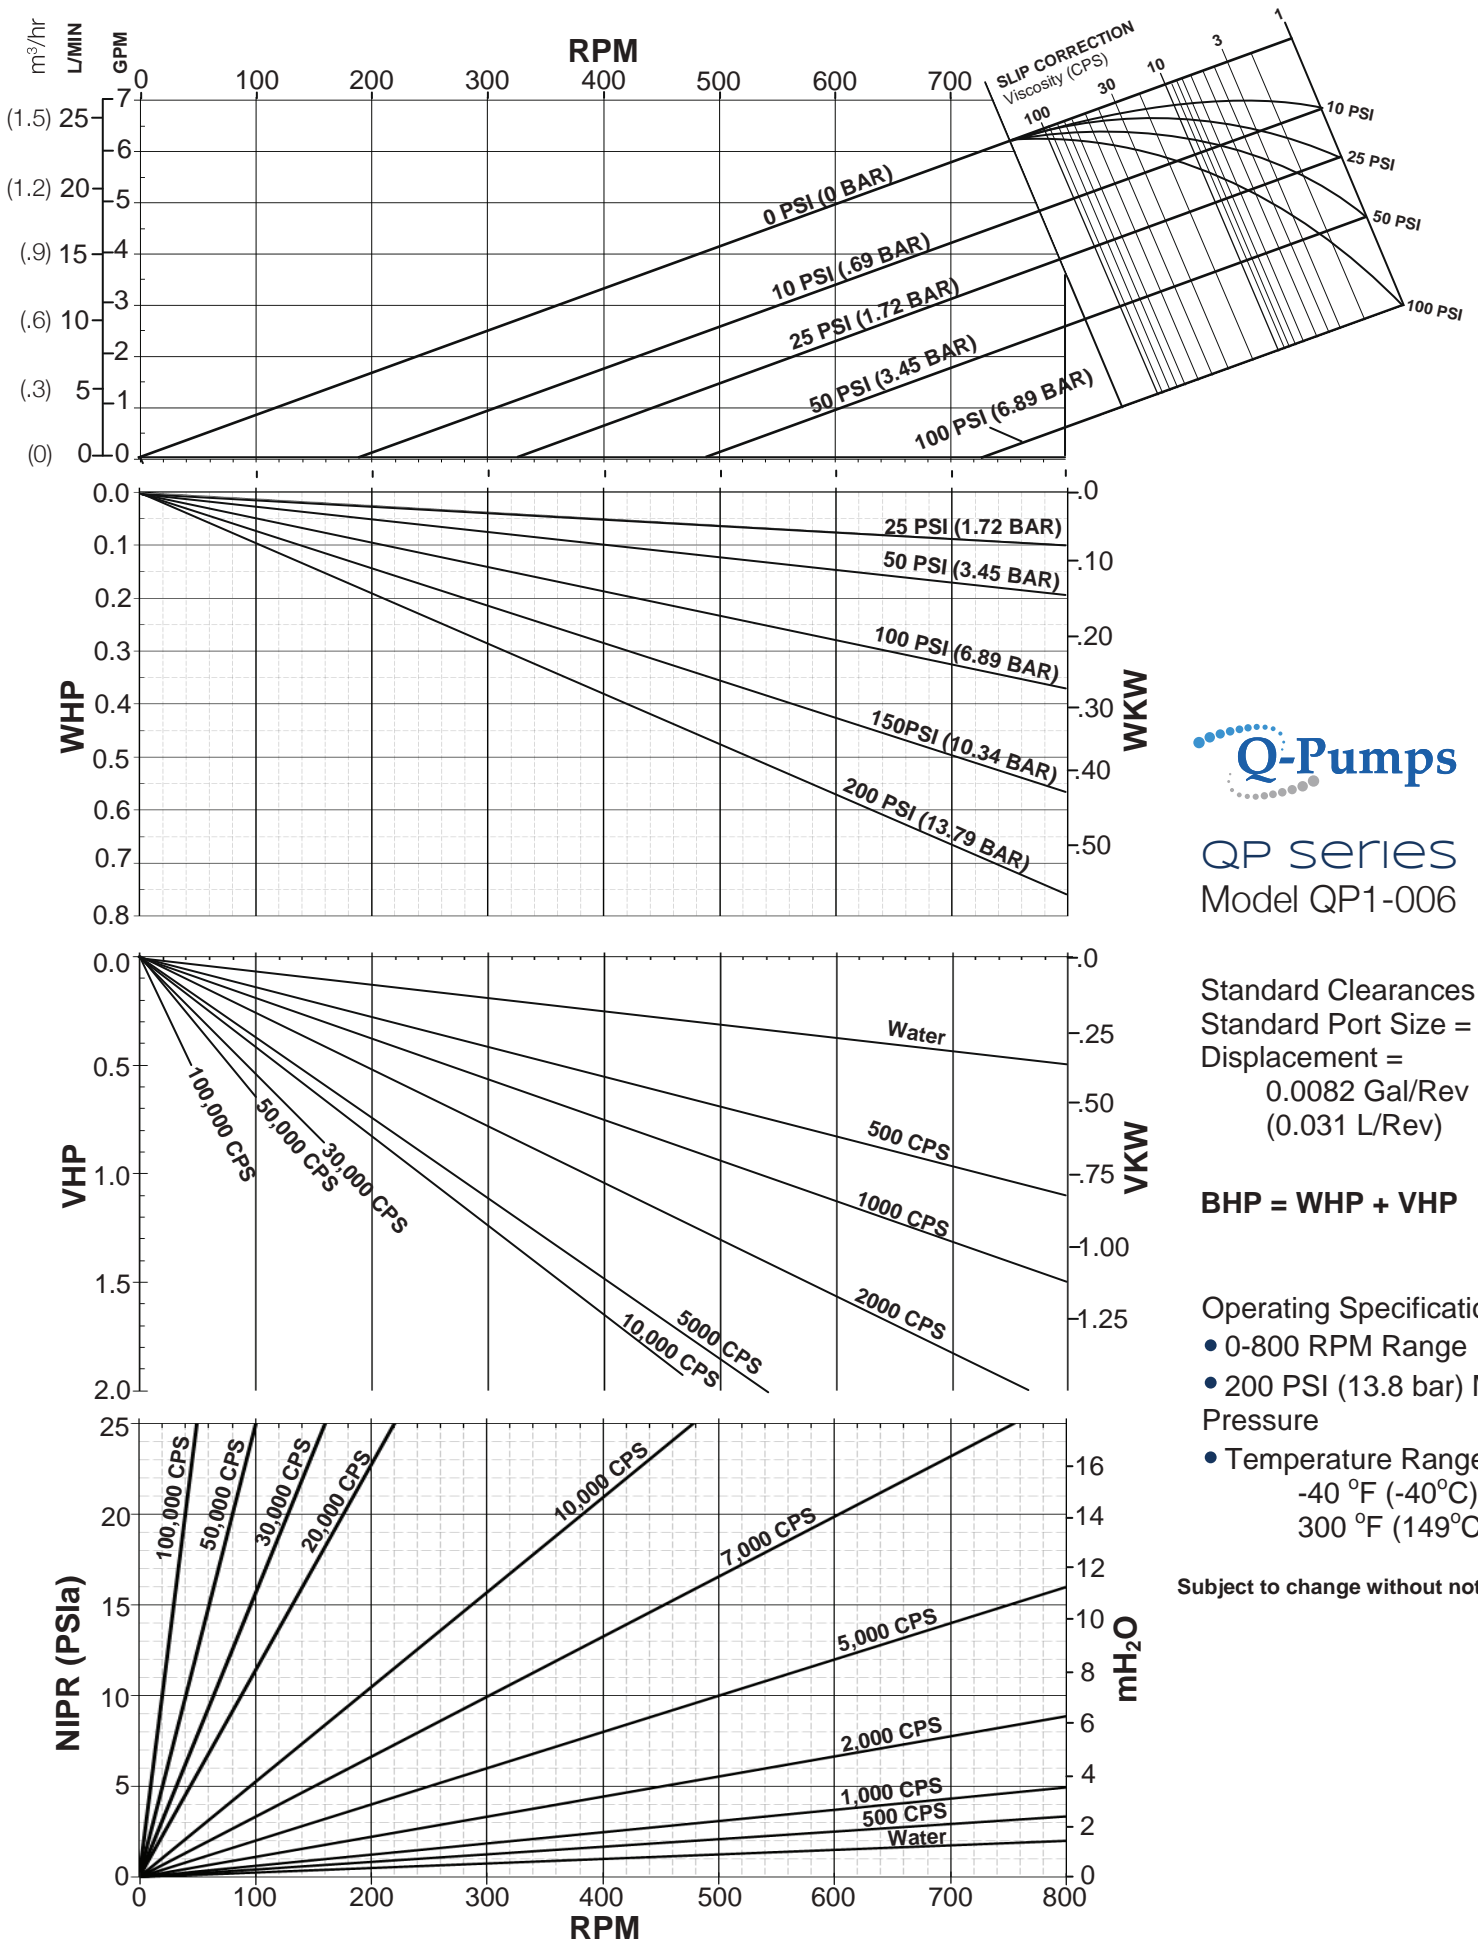 m³/hr
L/MIN
GPM
RPM
0 100 200 300 400 500 600 700
SLIP CORRECTION
Viscosity (CPS)
100 30 10 3 1
(1.5) 25 7
6
(1.2) 20 5
(.9) 15 4
3
(.6) 10 2
(.3) 5 1
(0) 0 0
0 PSI (0 BAR)
10 PSI (.69 BAR)
25 PSI (1.72 BAR)
50 PSI (3.45 BAR)
100 PSI (6.89 BAR)
10 PSI
25 PSI
50 PSI
100 PSI
WHP
0.0
0.1
0.2
0.3
0.4
0.5
0.6
0.7
0.8
25 PSI (1.72 BAR)
50 PSI (3.45 BAR)
100 PSI (6.89 BAR)
150PSI (10.34 BAR)
200 PSI (13.79 BAR)
.0
.10
.20
.30
.40
.50
WKW
VHP
0.0
0.5
1.0
1.5
2.0
Water
500 CPS
1000 CPS
2000 CPS
5000 CPS
10,000 CPS
30,000 CPS
50,000 CPS
100,000 CPS
.0
.25
.50
.75
1.00
1.25
VKW
NIPR (PSIa)
25
20
15
10
5
0
100,000 CPS
50,000 CPS
30,000 CPS
20,000 CPS
10,000 CPS
7,000 CPS
5,000 CPS
2,000 CPS
1,000 CPS
500 CPS
Water
16
14
12
10
8
6
4
2
0
mH₂O
0 100 200 300 400 500 600 700 800
RPM
Q-Pumps
QP series
Model QP1-006
Standard Clearances
Standard Port Size =
Displacement =
0.0082 Gal/Rev
(0.031 L/Rev)
BHP = WHP + VHP
Operating
• 0-800 RPM Range
• 200 PSI (13.8 bar)
Pressure
• Temperature Range
-40 °F (-40°C)
300 °F (149°C
Subject to change without